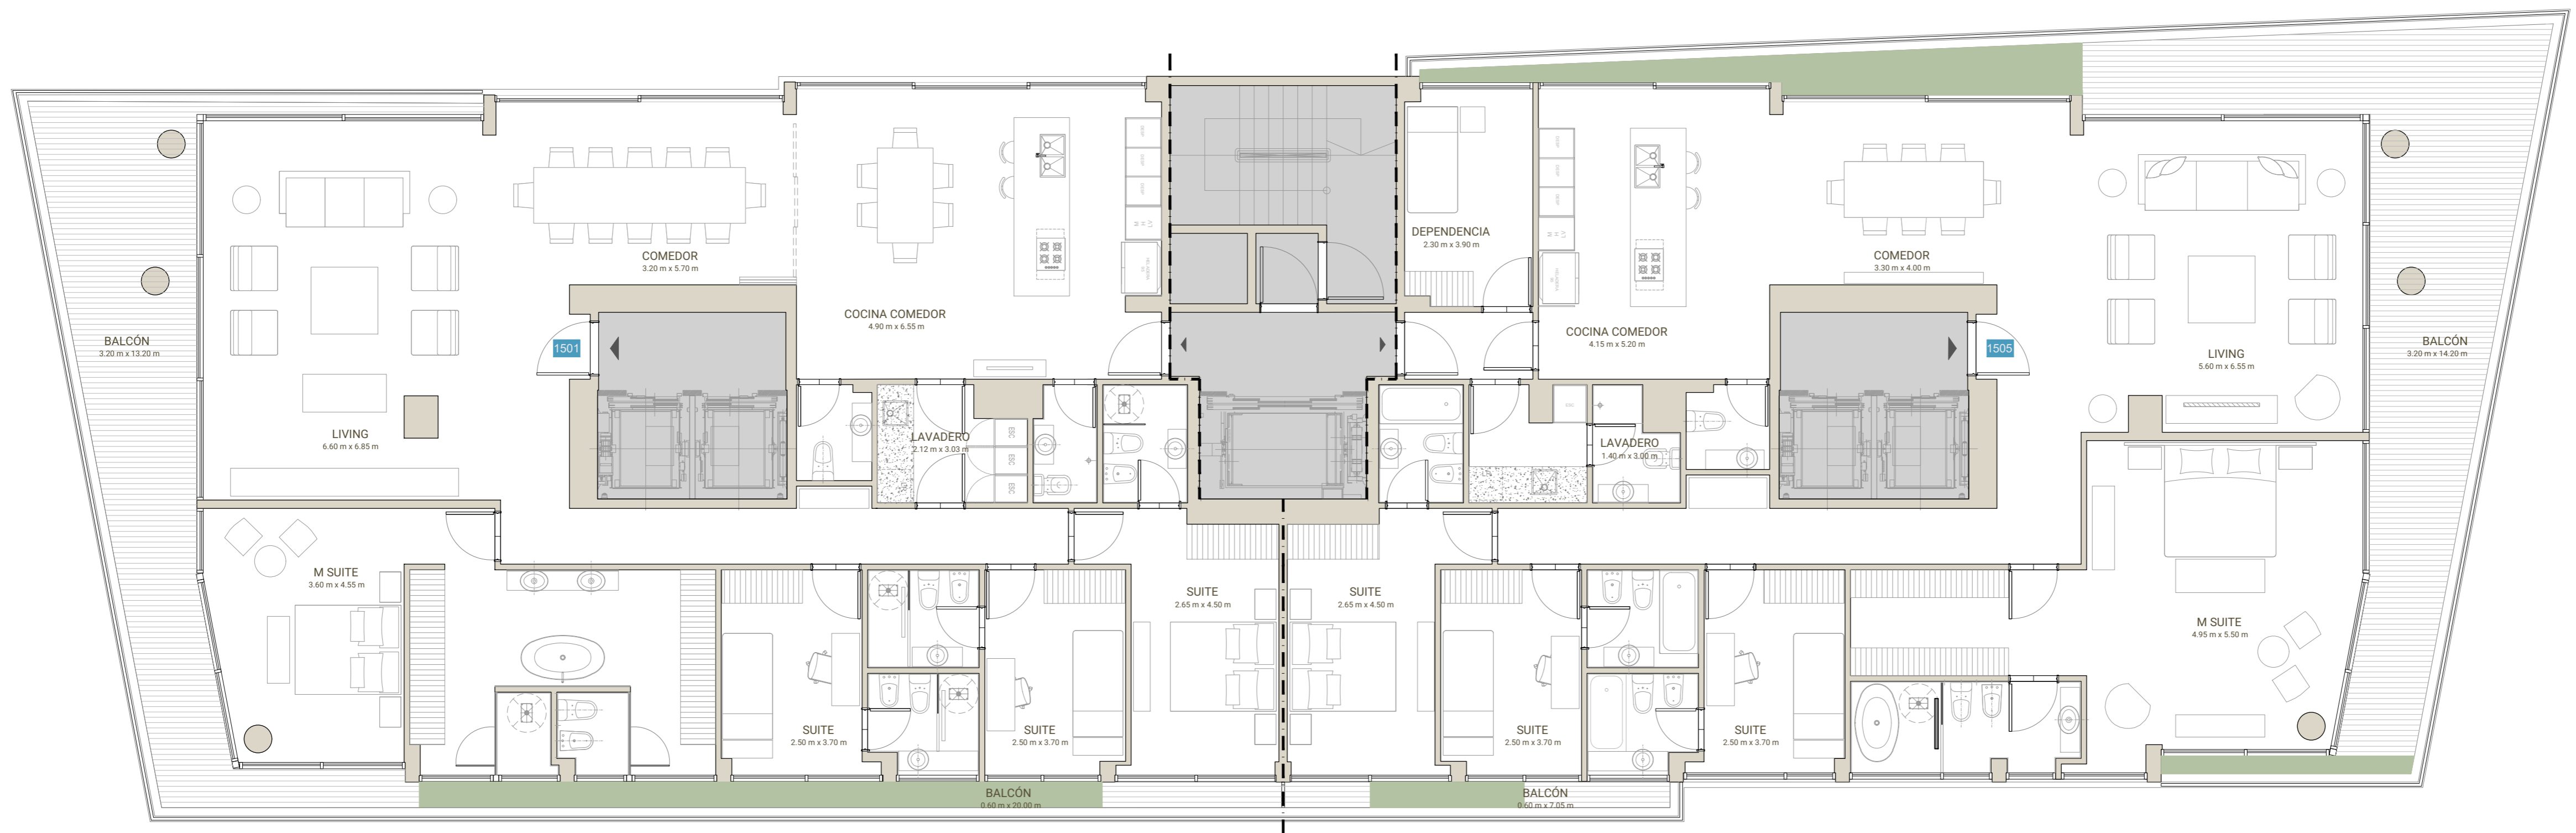 DEPENDENCIA
2.30 m x 3.90 m
COMEDOR
3.20 m x 5.70 m
COMEDOR
3.30 m x 4.00 m
COCINA COMEDOR
4.90 m x 6.55 m
COCINA COMEDOR
4.15 m x 5.20 m
BALCÓN
3.20 m x 13.20 m
1501
1505
BALCÓN
3.20 m x 14.20 m
LIVING
5.60 m x 6.55 m
LIVING
6.60 m x 6.85 m
LAVADERO
2.12 m x 3.03 m
ESC
ESC
ESC
LAVADERO
1.40 m x 3.00 m
M SUITE
3.60 m x 4.55 m
SUITE
2.65 m x 4.50 m
SUITE
2.65 m x 4.50 m
M SUITE
4.95 m x 5.50 m
SUITE
2.50 m x 3.70 m
SUITE
2.50 m x 3.70 m
SUITE
2.50 m x 3.70 m
SUITE
2.50 m x 3.70 m
BALCÓN
0.60 m x 20.00 m
BALCÓN
0.60 m x 7.05 m